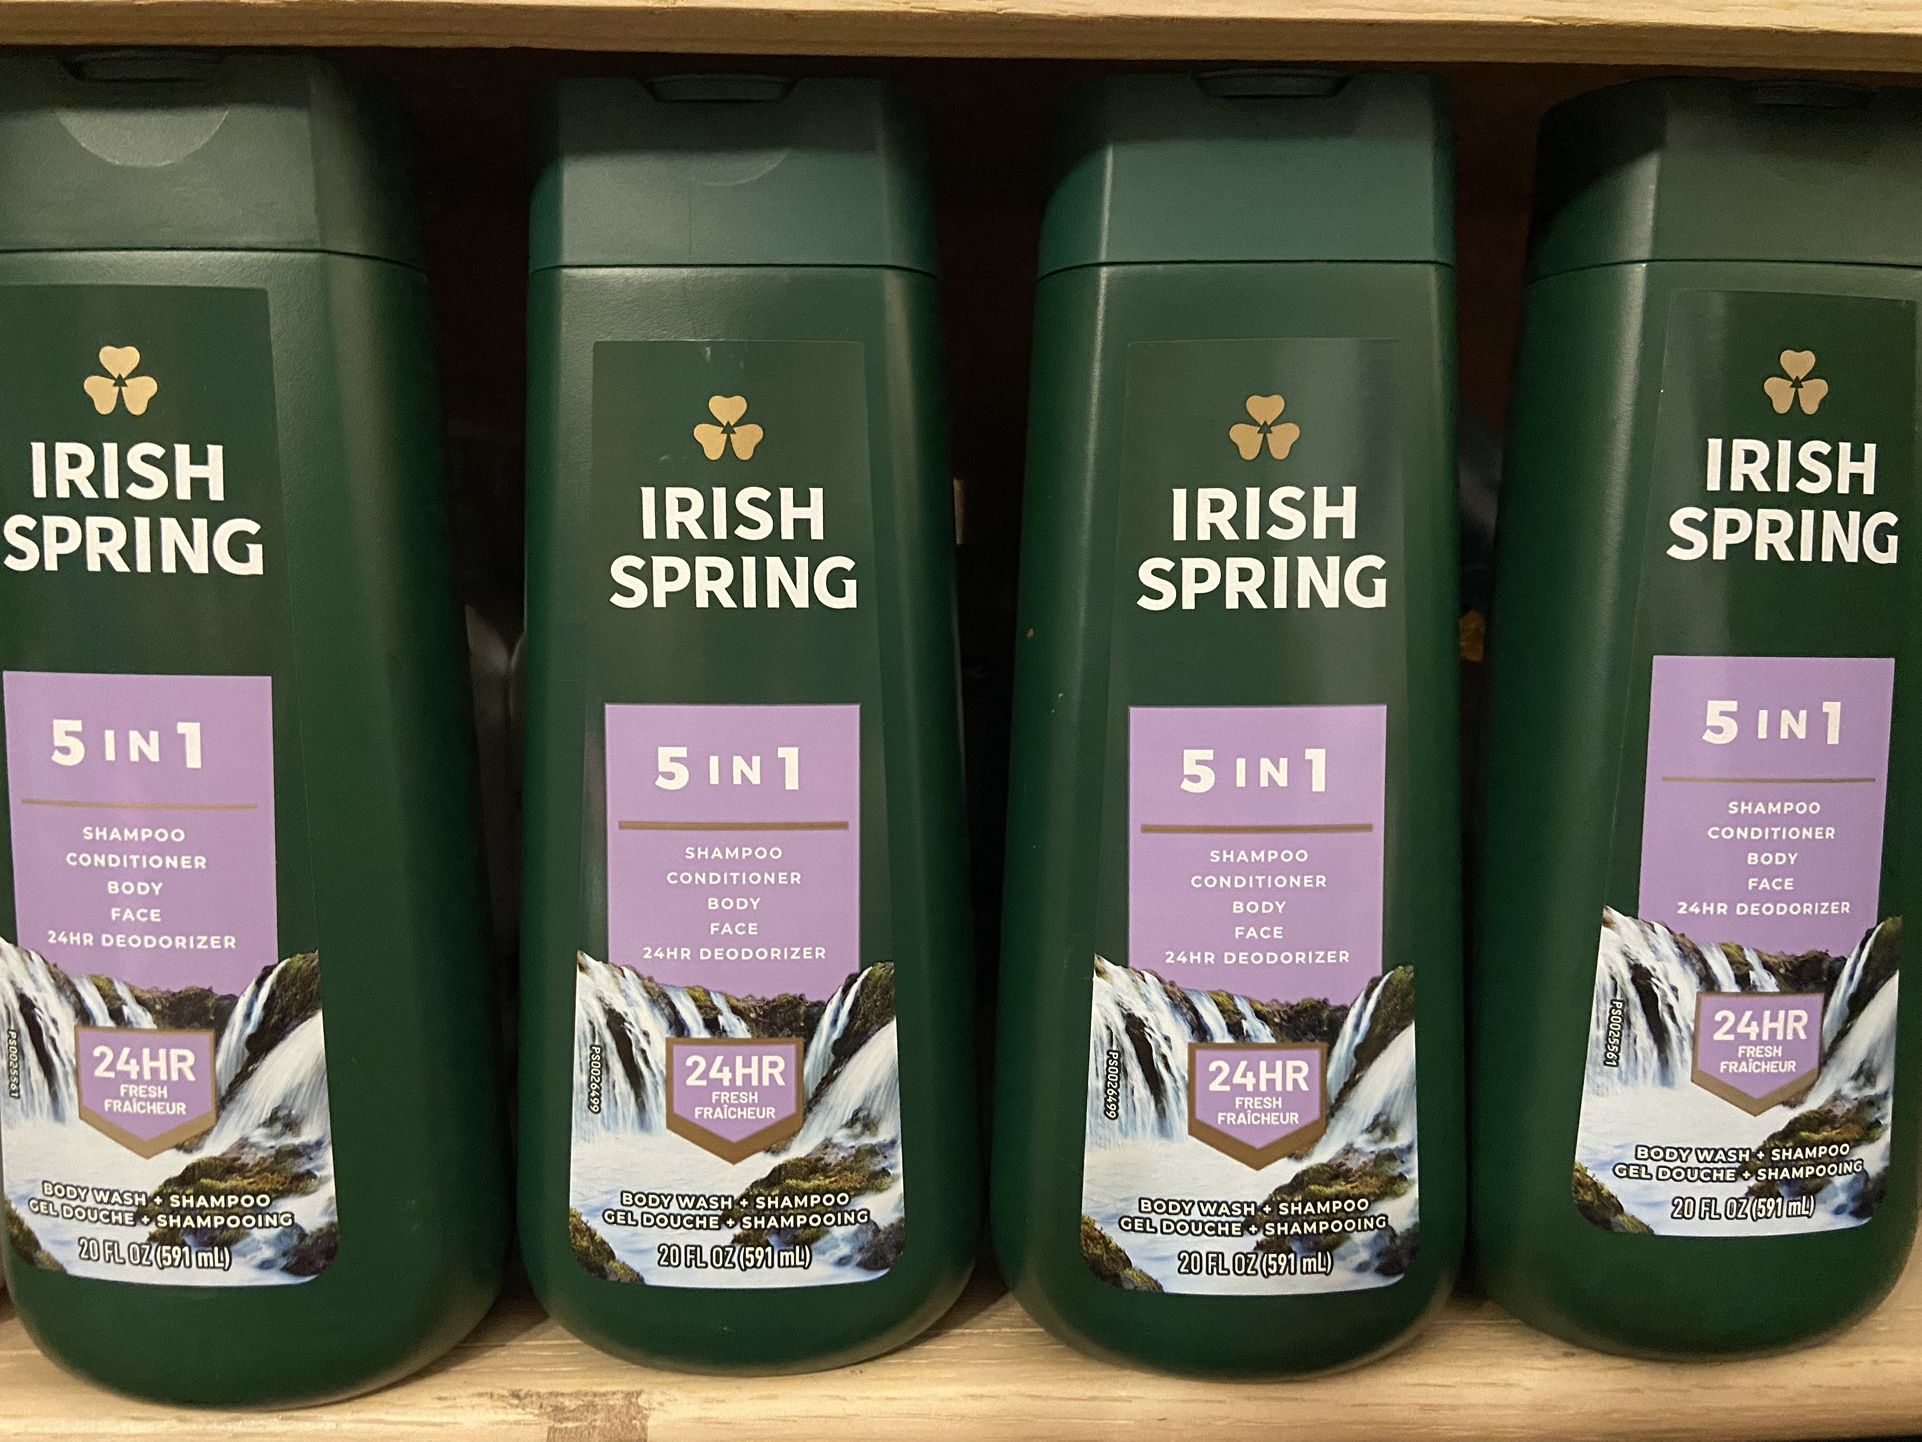 IRISH
SPRING
5 IN 1
SHAMPOO
CONDITIONER
BODY
FACE
24HR DEODORIZER
PS0025561
24HR
FRESH
FRAÎCHEUR
BODY WASH + SHAMPOO
GEL DOUCHE + SHAMPOOING
20 FL OZ (591 mL)
IRISH
SPRING
5 IN 1
SHAMPOO
CONDITIONER
BODY
FACE
24HR DEODORIZER
PS0026499
24HR
FRESH
FRAÎCHEUR
BODY WASH + SHAMPOO
GEL DOUCHE + SHAMPOOING
20 FL OZ (591 mL)
IRISH
SPRING
5 IN 1
SHAMPOO
CONDITIONER
BODY
FACE
24HR DEODORIZER
PS0026499
24HR
FRESH
FRAÎCHEUR
BODY WASH + SHAMPOO
GEL DOUCHE + SHAMPOOING
20 FL OZ (591 mL)
IRISH
SPRING
5 IN 1
SHAMPOO
CONDITIONER
BODY
FACE
24HR DEODORIZER
PS0025561
24HR
FRESH
FRAÎCHEUR
BODY WASH + SHAMPOO
GEL DOUCHE + SHAMPOOING
20 FL OZ (591 mL)